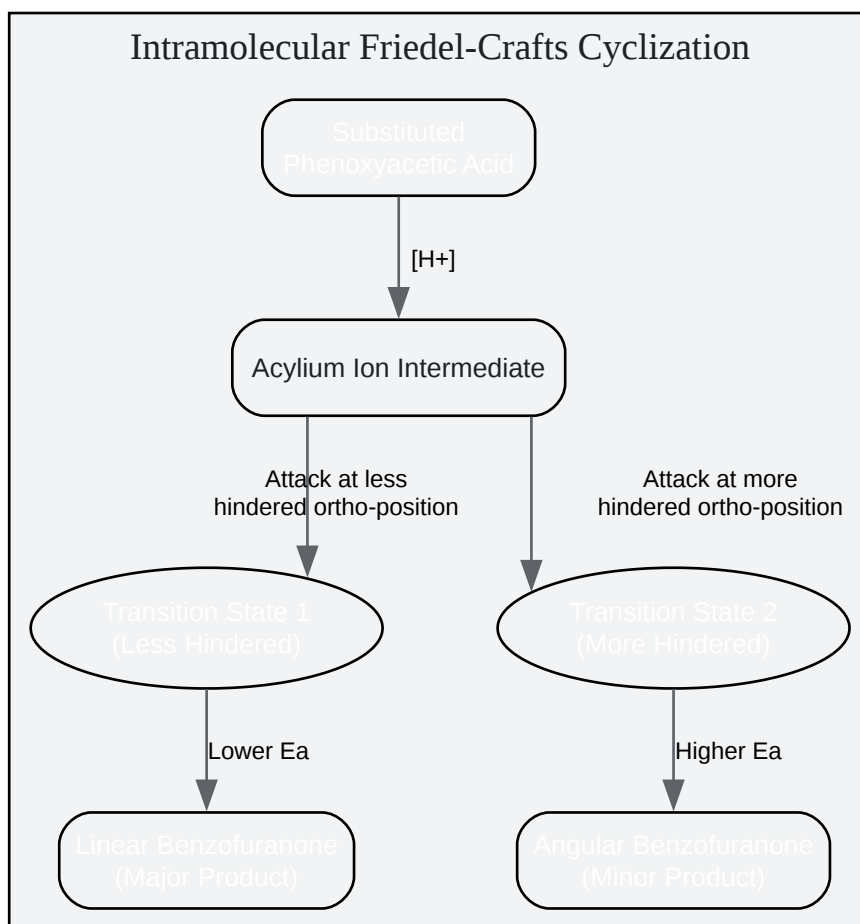 Intramolecular Friedel-Crafts Cyclization
Substituted
Phenoxyacetic Acid
[H+]
Acylium Ion Intermediate
Attack at less
hindered ortho-position
Attack at more
hindered ortho-position
Transition State 1
(Less Hindered)
Transition State 2
(More Hindered)
Lower Ea
Higher Ea
Linear Benzofuranone
(Major Product)
Angular Benzofuranone
(Minor Product)